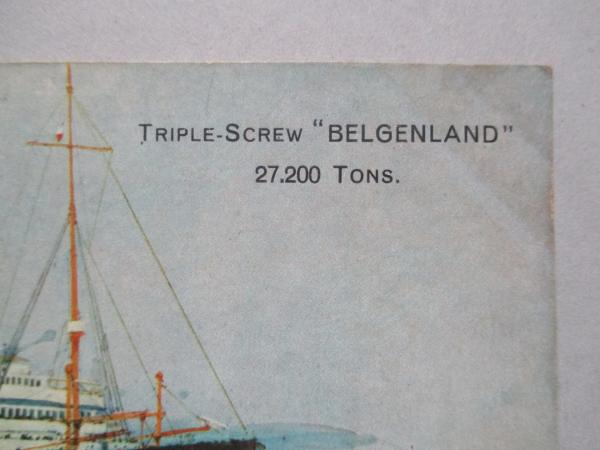 Triple-Screw "BELGENLAND"
27.200 Tons.